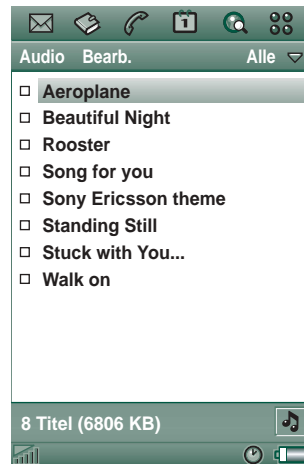 Audio Bearb. Alle
Aeroplane
Beautiful Night
Rooster
Song for you
Sony Ericsson theme
Standing Still
Stuck with You...
Walk on
8 Titel (6806 KB)